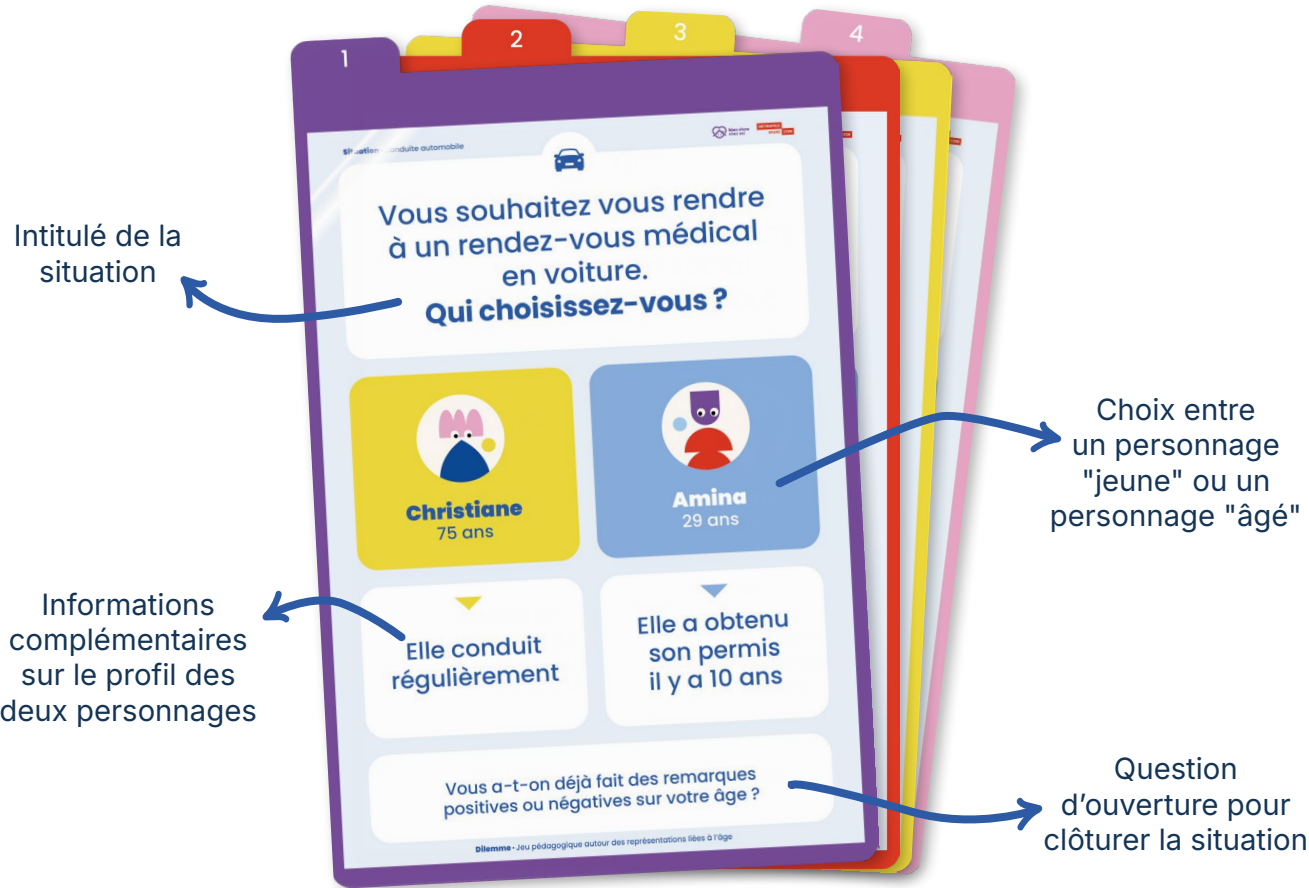 1
2
3
4
Situation
conduite automobile
bien vivre
chez soi
Vous souhaitez vous rendre
à un rendez-vous médical
en voiture.
Qui choisissez-vous ?
Intitulé de la
situation
Christiane
75 ans
Amina
29 ans
Choix entre
un personnage
"jeune" ou un
personnage "âgé"
Elle conduit
régulièrement
Elle a obtenu
son permis
il y a 10 ans
Informations
complémentaires
sur le profil des
deux personnages
Vous a-t-on déjà fait des remarques
positives ou négatives sur votre âge ?
Question
d’ouverture pour
clôturer la situation
Dilemme • Jeu pédagogique autour des représentations liées à l'âge